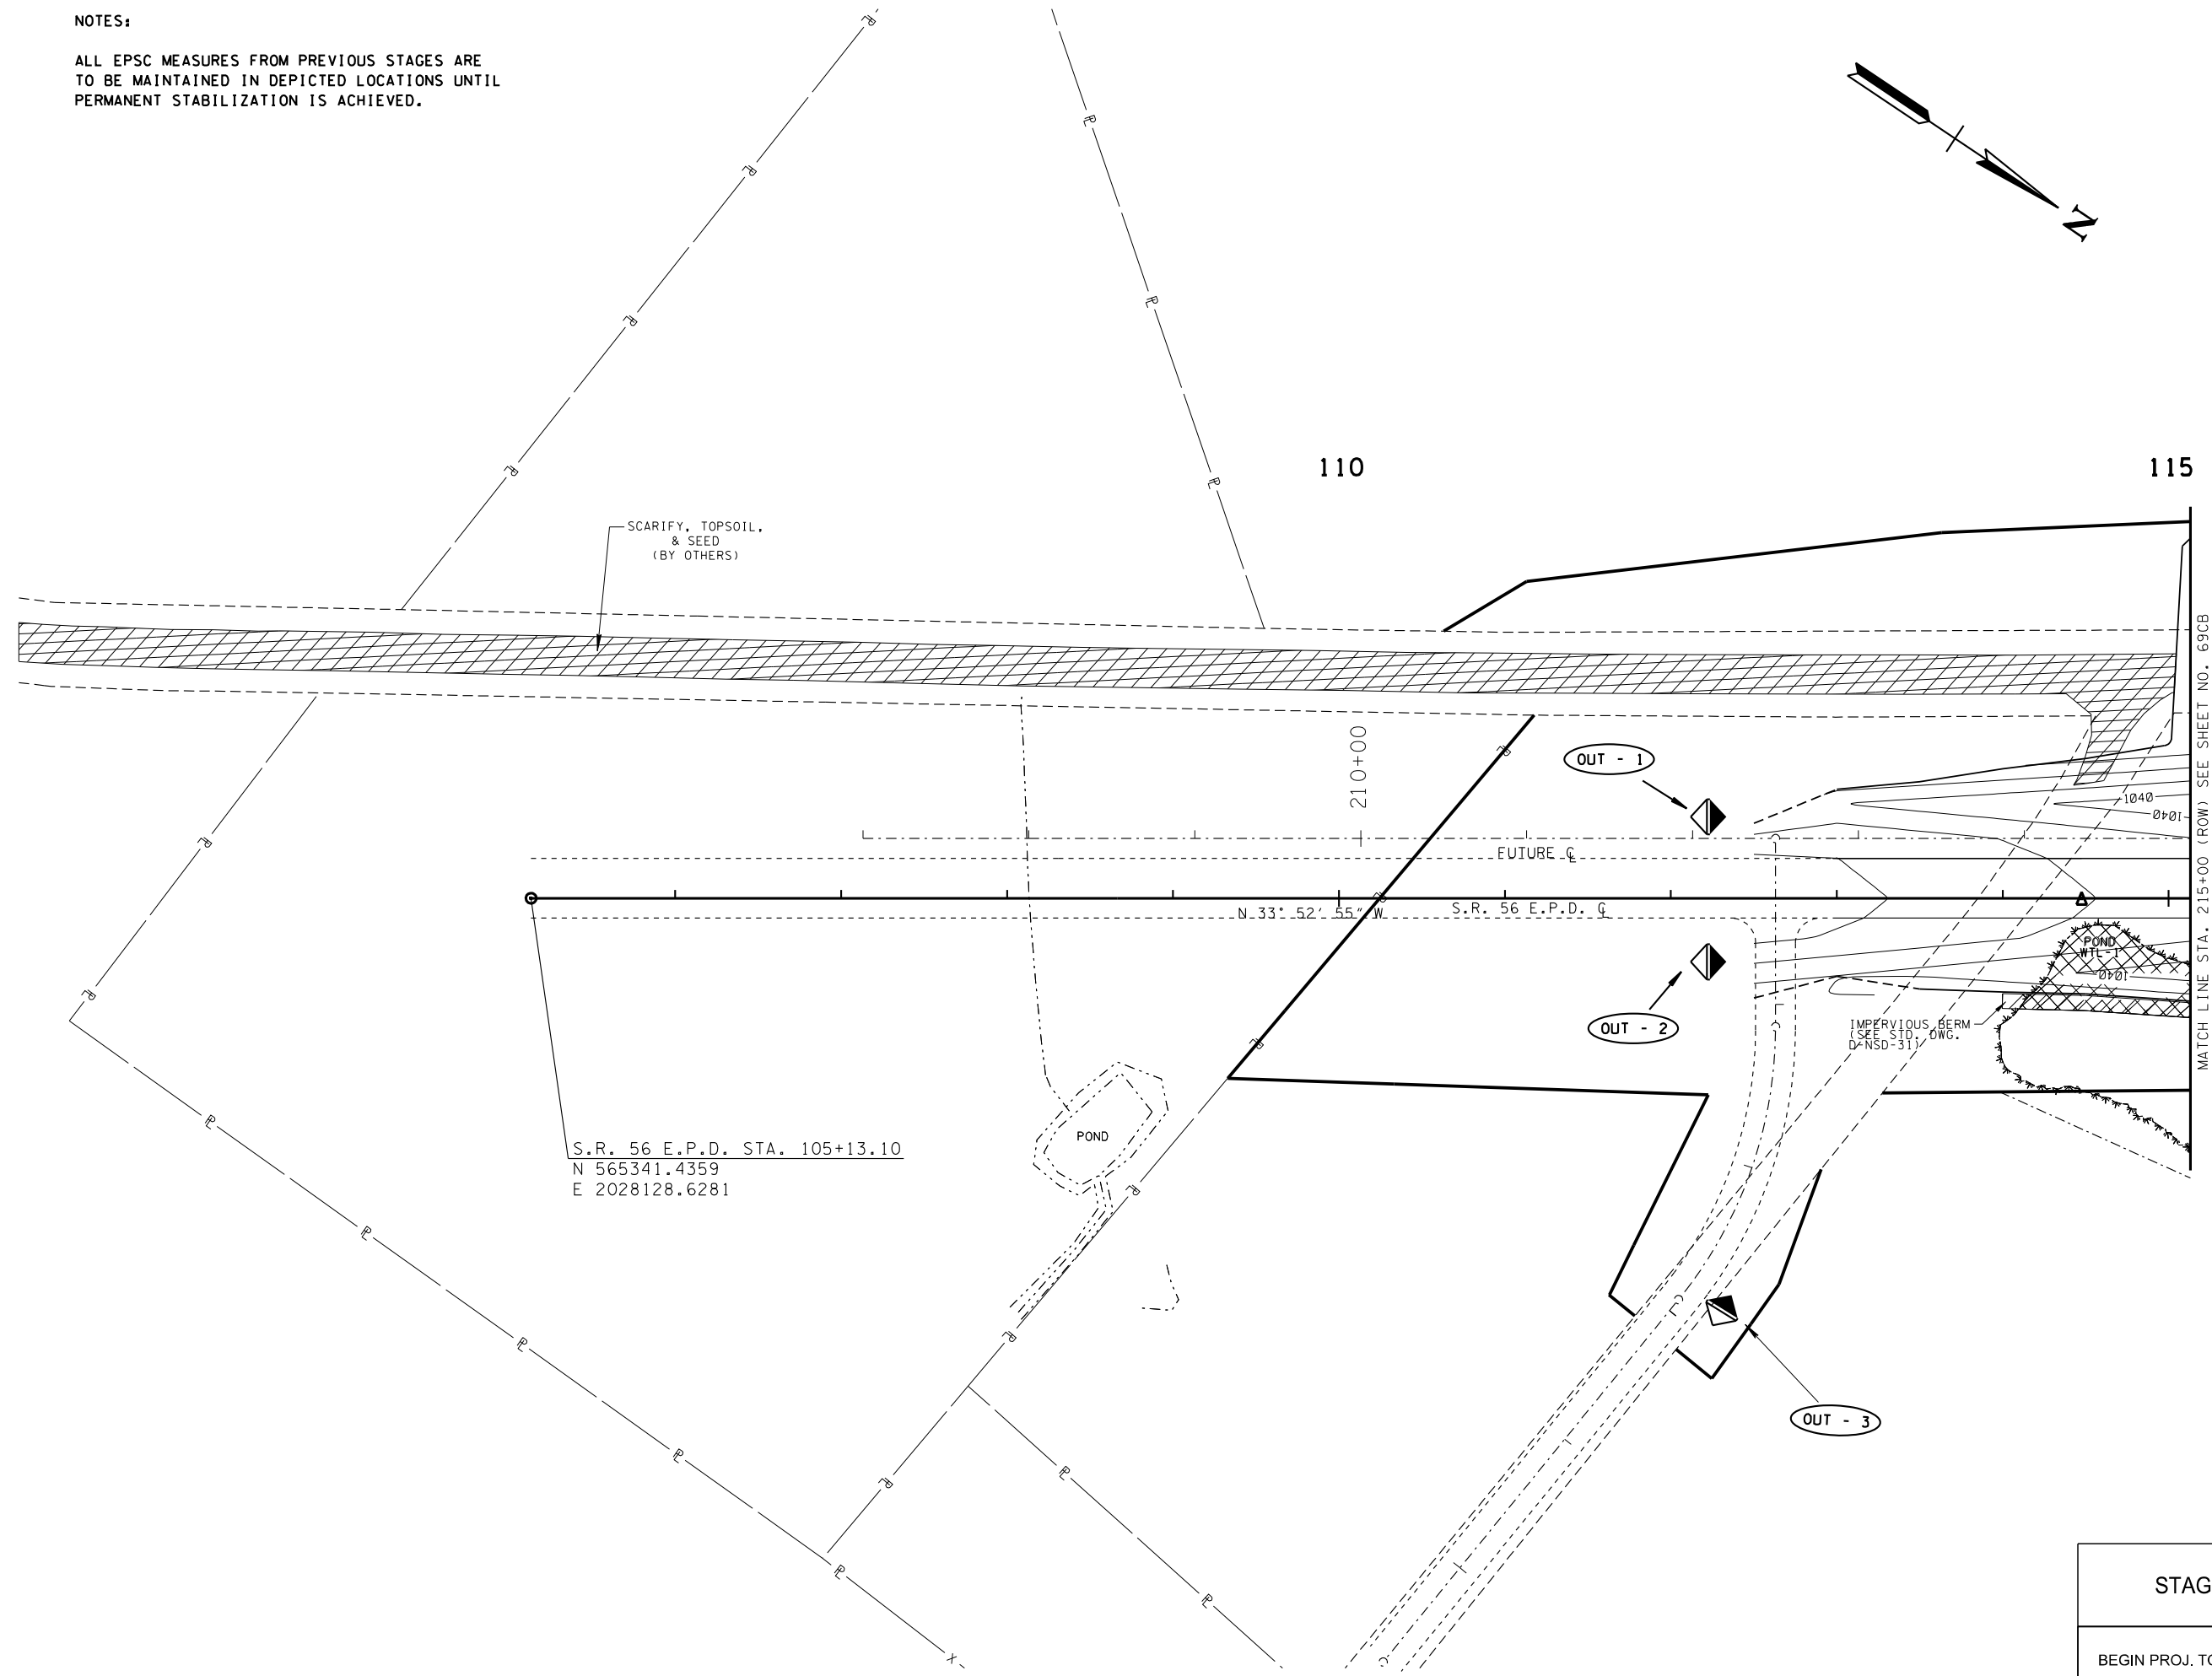 NOTES:
ALL EPSC MEASURES FROM PREVIOUS STAGES ARE
TO BE MAINTAINED IN DEPICTED LOCATIONS UNTIL
PERMANENT STABILIZATION IS ACHIEVED.
N
110
115
SCARIFY, TOPSOIL,
& SEED
(BY OTHERS)
MATCH LINE STA. 215+00 (ROW) SEE SHEET NO. 69CB
210+00
OUT - 1
1040
1040
FUTURE ℄
N 33° 52' 55" W
S.R. 56 E.P.D. ℄
POND
WTL-1
1040
OUT - 2
IMPERVIOUS BERM
(SEE STD. DWG.
D-NSD-31)
POND
S.R. 56 E.P.D. STA. 105+13.10
N 565341.4359
E 2028128.6281
OUT - 3
STAG
BEGIN PROJ. TO